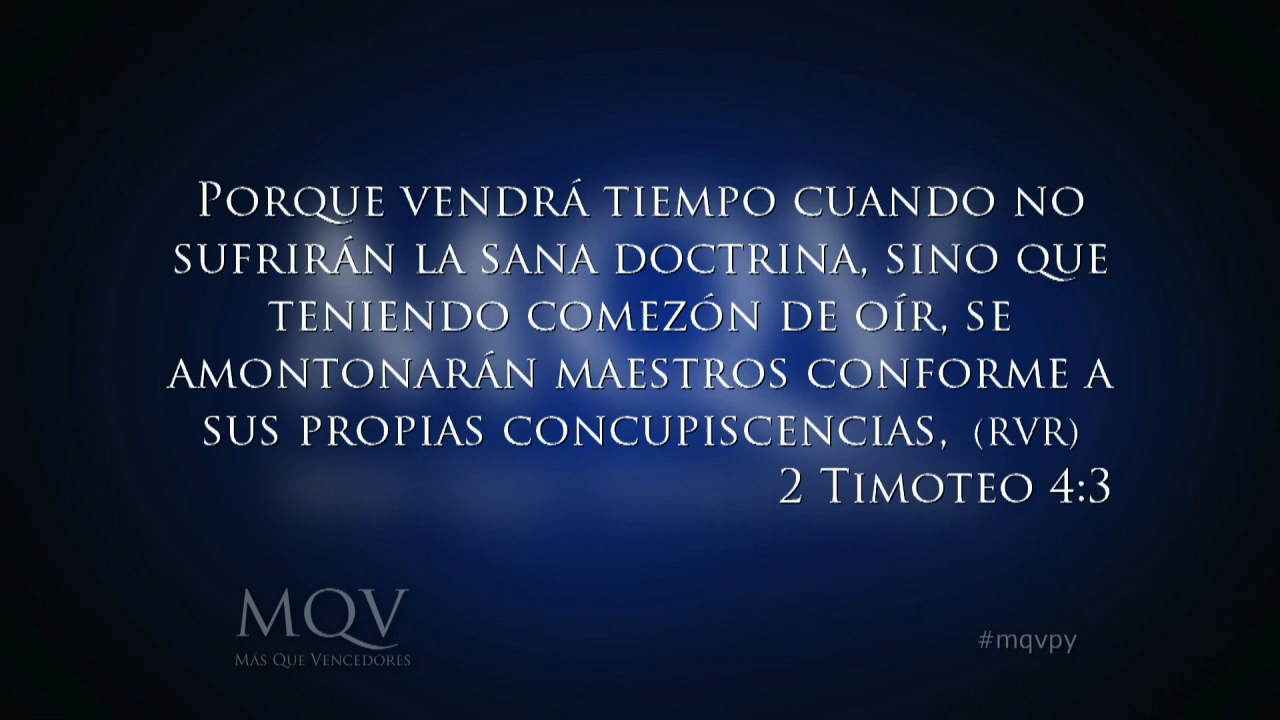 Porque vendrá tiempo cuando no
sufrirán la sana doctrina, sino que
teniendo comezón de oír, se
amontonarán maestros conforme a
sus propias concupiscencias, (RVR)
2 Timoteo 4:3
MQV
Más Que Vencedores
#mqvpy